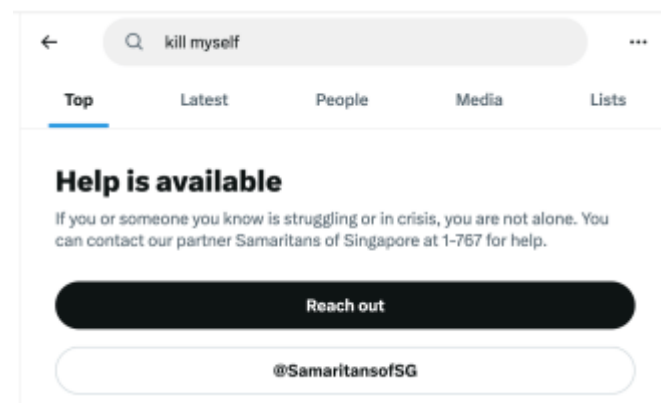 kill myself
Top Latest People Media Lists
Help is available
If you or someone you know is struggling or in crisis, you are not alone. You
can contact our partner Samaritans of Singapore at 1-767 for help.
Reach out
@SamaritansofSG